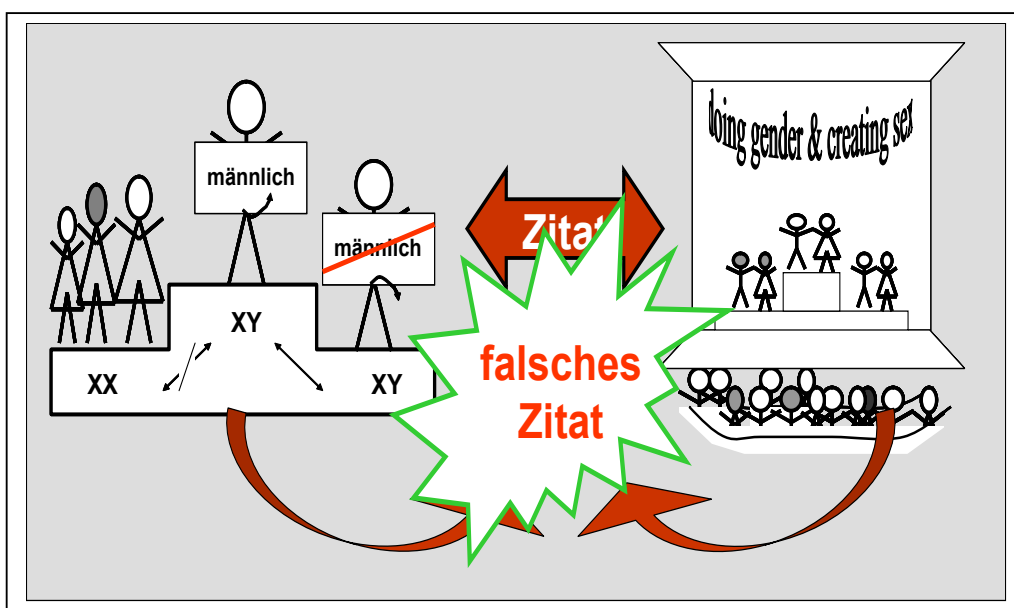 doing gender & creating sex
männlich
männlich
Zitat
XY
falsches
Zitat
XX
XY